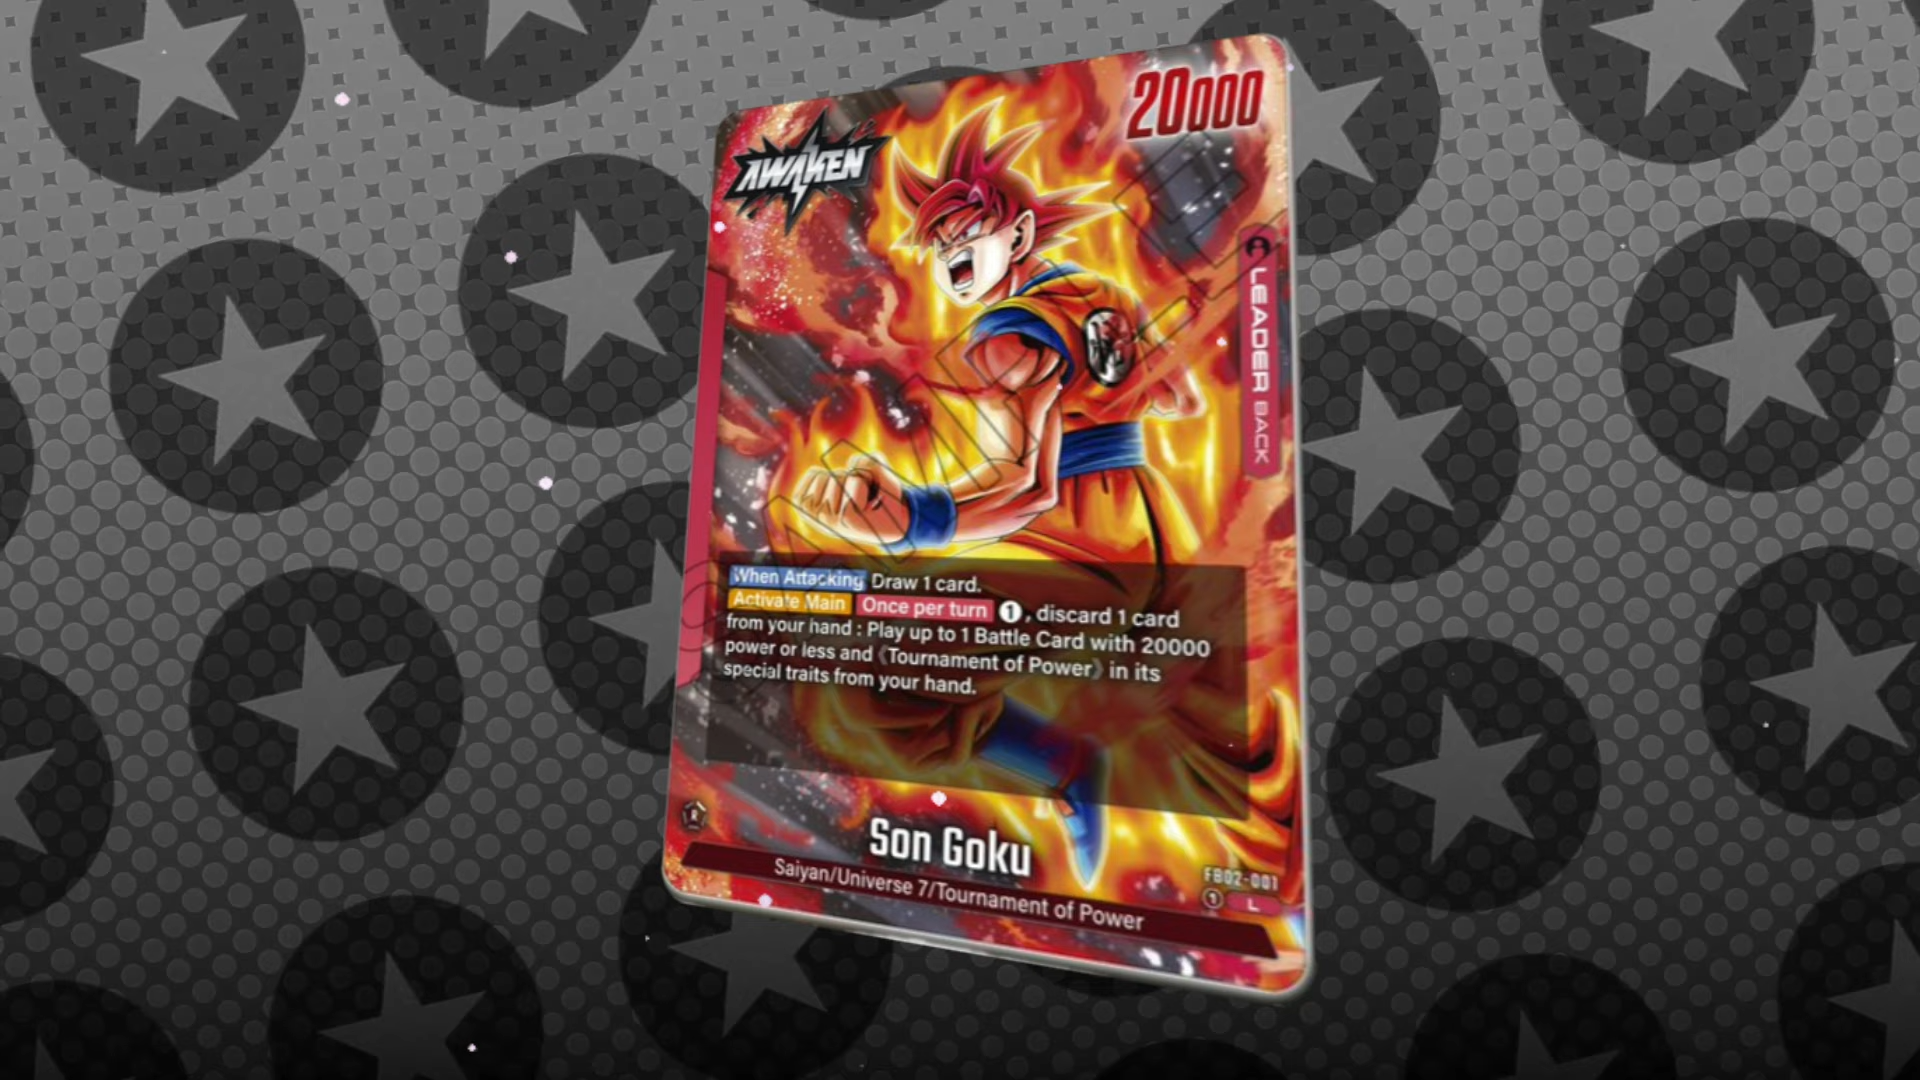 AWAKEN
20000
LEADER BACK
When Attacking Draw 1 card.
Activate Main Once per turn 1, discard 1 card
from your hand : Play up to 1 Battle Card with 20000
power or less and 《Tournament of Power》 in its
special traits from your hand.
R
Son Goku
Saiyan/Universe 7/Tournament of Power
FB02-001
1 L
SAMPLE